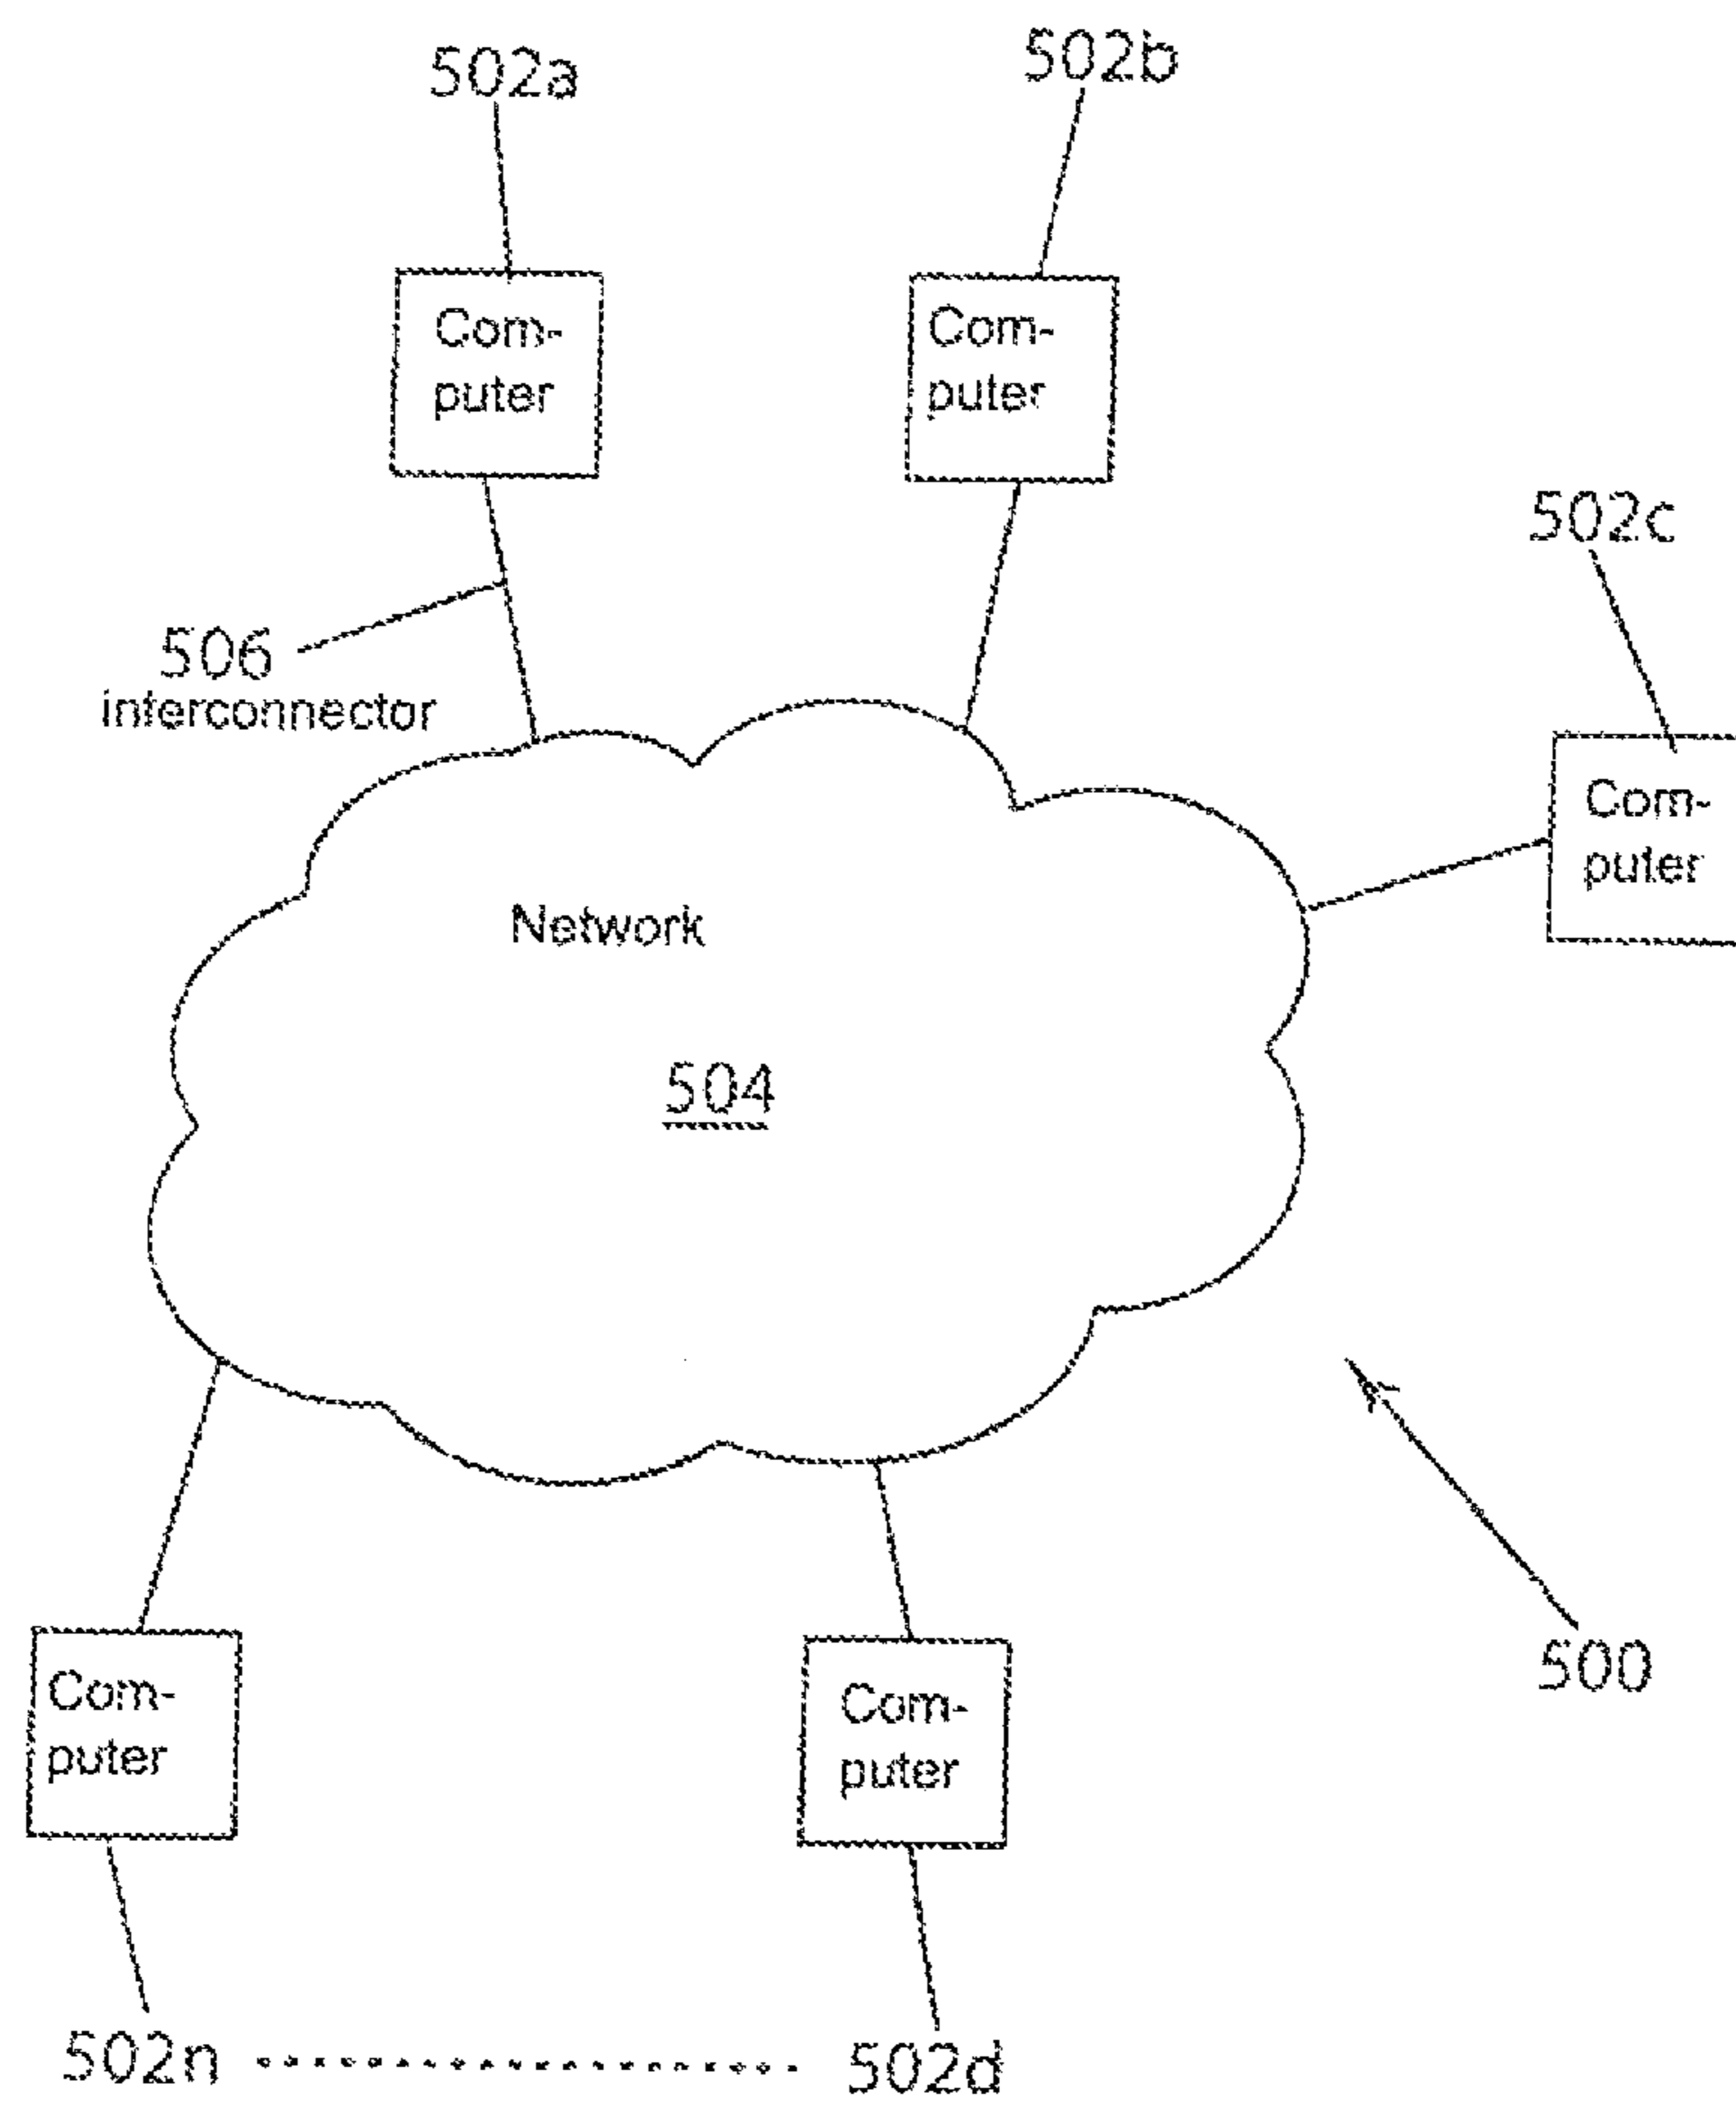 502a
502b
Com-
puter
Com-
puter
502c
506
interconnector
Com-
puter
Network
504
500
Com-
puter
Com-
puter
502n ..................... 502d